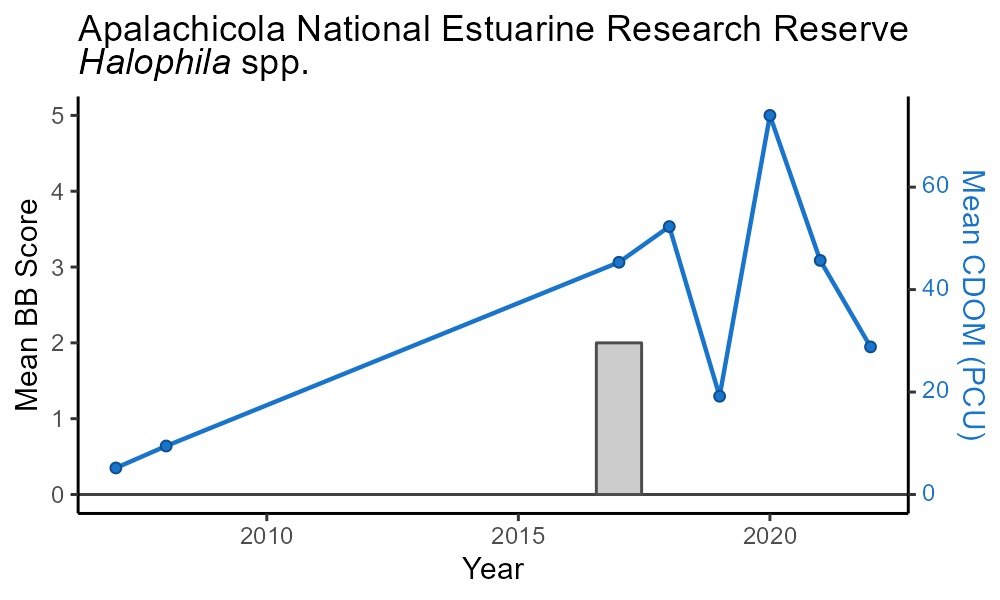 Apalachicola National Estuarine Research Reserve
Halophila spp.
5
4
3
2
1
0
Mean BB Score
60
40
20
0
Mean CDOM (PCU)
2010
2015
2020
Year